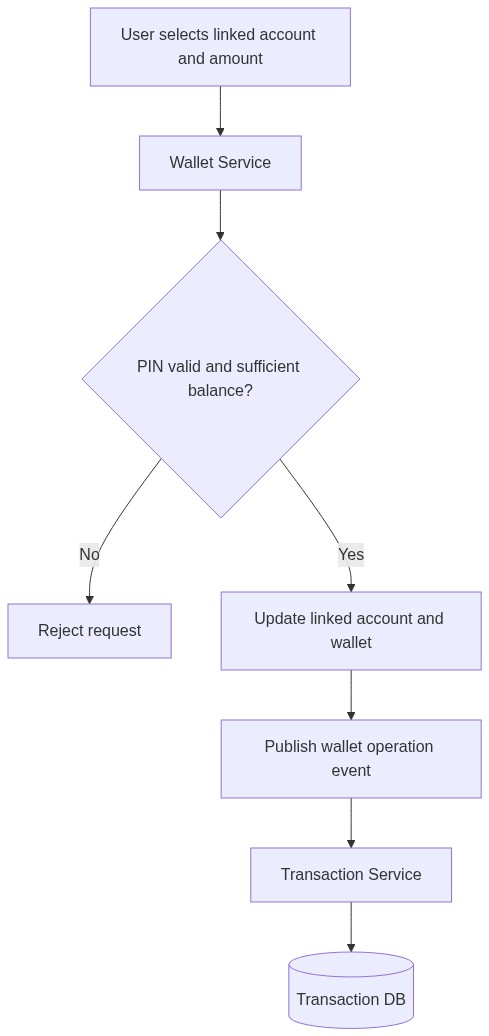 User selects linked account
and amount
Wallet Service
PIN valid and sufficient
balance?
No
Yes
Reject request
Update linked account and
wallet
Publish wallet operation
event
Transaction Service
Transaction DB